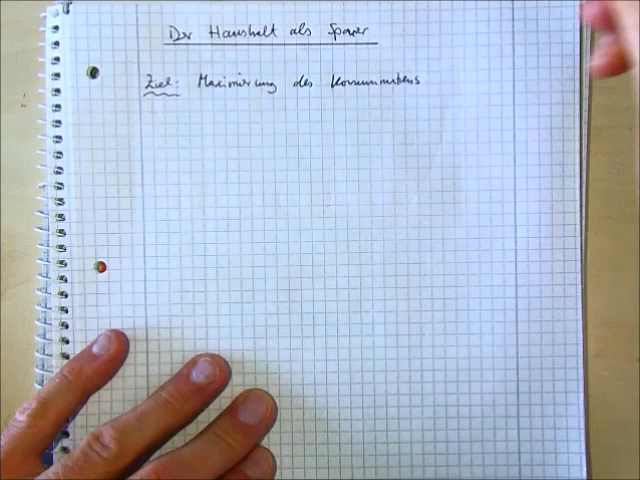 Der Haushalt als Sparer
Ziel: Maximierung des Konsumnutzens